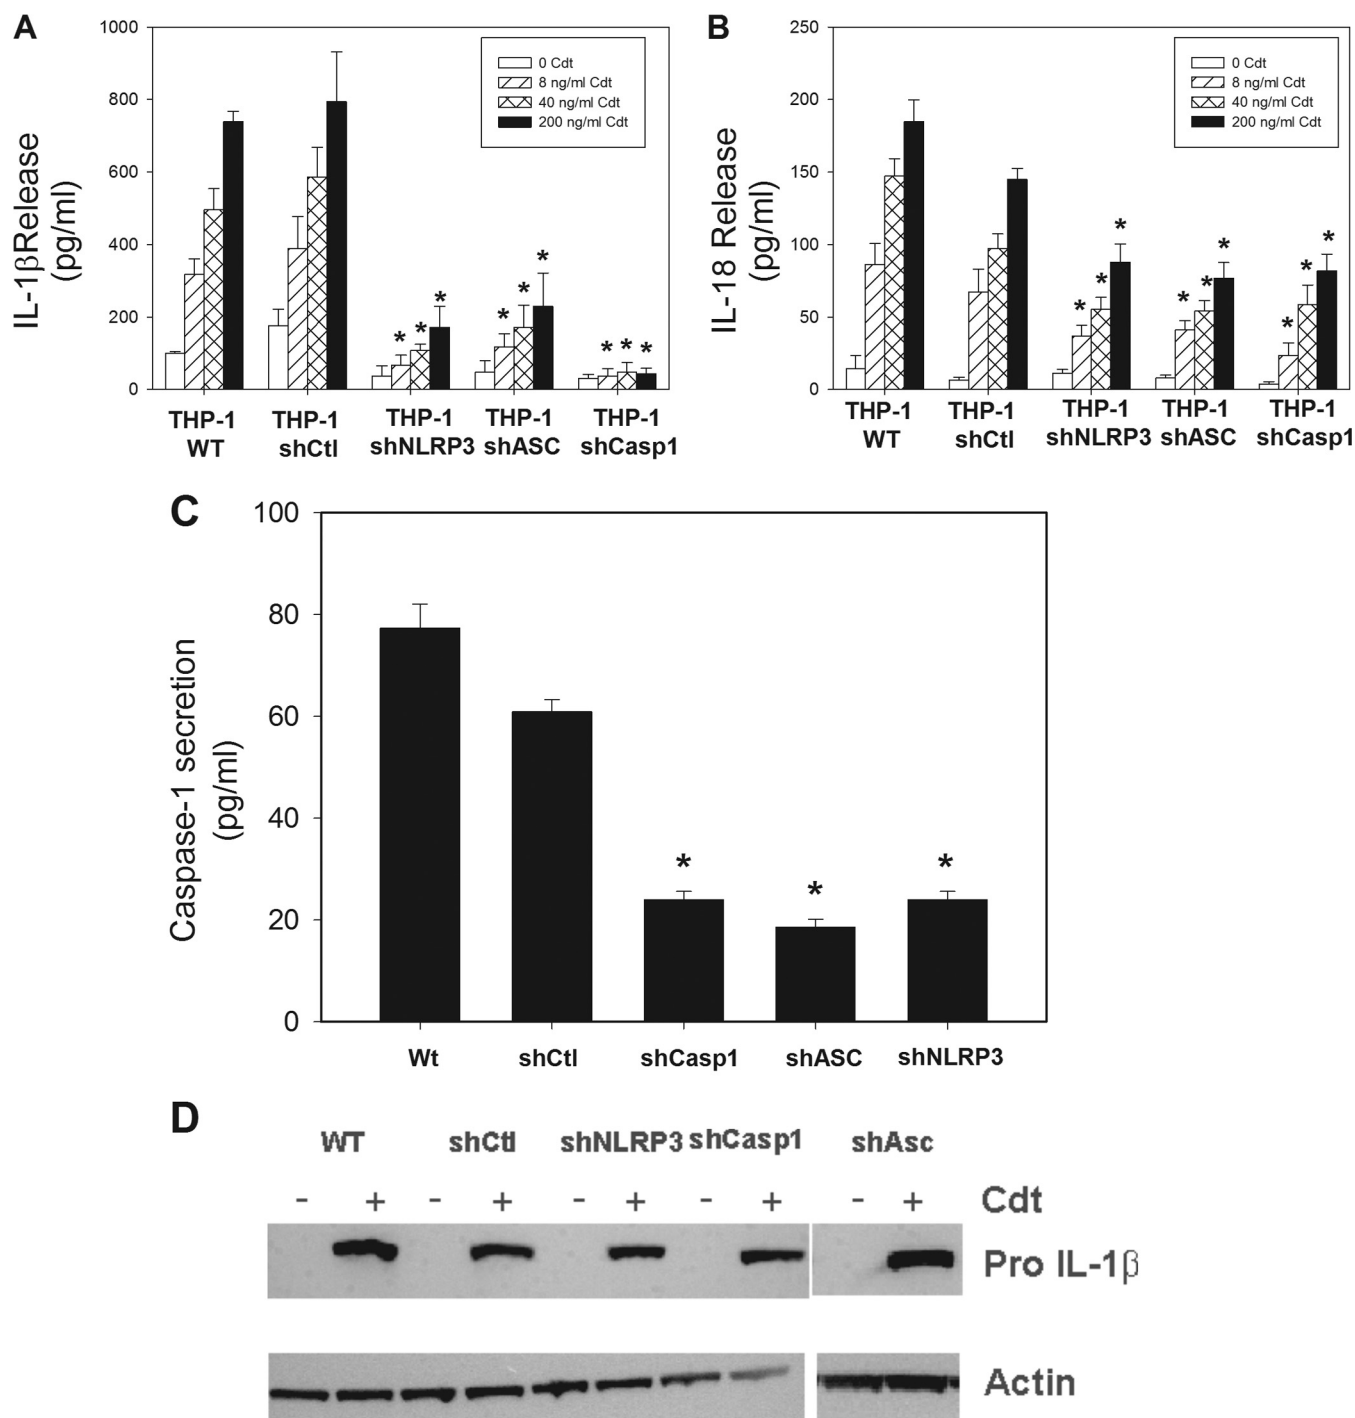 A
IL-1βRelease
(pg/ml)
1000
800
600
400
200
0
0 Cdt
8 ng/ml Cdt
40 ng/ml Cdt
200 ng/ml Cdt
* * * * * * * * *
THP-1 THP-1 THP-1 THP-1 THP-1
WT shCtl shNLRP3 shASC shCasp1
B
IL-18 Release
(pg/ml)
250
200
150
100
50
0
0 Cdt
8 ng/ml Cdt
40 ng/ml Cdt
200 ng/ml Cdt
* * * * * * * * *
THP-1 THP-1 THP-1 THP-1 THP-1
WT shCtl shNLRP3 shASC shCasp1
C
Caspase-1 secretion
(pg/ml)
100
80
60
40
20
0
* * *
Wt shCtl shCasp1 shASC shNLRP3
D
WT shCtl shNLRP3 shCasp1 shAsc
- + - + - + - + - + Cdt
Pro IL-1β
Actin